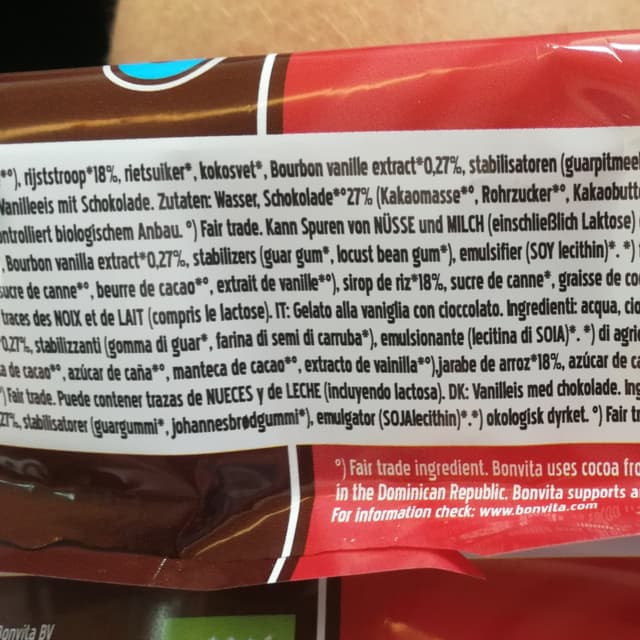 *°), rijststroop*18%, rietsuiker*, kokosvet*, Bourbon vanille extract*0,27%, stabilisatoren (guarpitmeel
Vanilleeis mit Schokolade. Zutaten: Wasser, Schokolade*°27% (Kakaomasse*°, Rohrzucker*°, Kakaobutt
ontrolliert biologischem Anbau. °) Fair trade. Kann Spuren von NÜSSE und MILCH (einschließlich Laktose)
, Bourbon vanilla extract*0,27%, stabilizers (guar gum*, locust bean gum*), emulsifier (SOY lecithin)*. *)
sucre de canne*°, beurre de cacao*°, extrait de vanille*°), sirop de riz*18%, sucre de canne*, graisse de co
traces des NOIX et de LAIT (compris le lactose). IT: Gelato alla vaniglia con cioccolato. Ingredienti: acqua, cio
*0,27%, stabilizzanti (gomma di guar*, farina di semi di carruba*), emulsionante (lecitina di SOIA)*. *) di agri
a de cacao*°, azúcar de caña*°, manteca de cacao*°, extracto de vainilla*°),jarabe de arroz*18%, azúcar de ca
°) Fair trade. Puede contener trazas de NUECES y de LECHE (incluyendo lactosa). DK: Vanilleis med chokolade. Ing
27%, stabilisatorer (guargummi*, johannesbrødgummi*), emulgator (SOJAlecithin)*.*) okologisk dyrket. °) Fair t
°) Fair trade ingredient. Bonvita uses cocoa fro
in the Dominican Republic. Bonvita supports a
For information check: www.bonvita.com
Bonvita BV